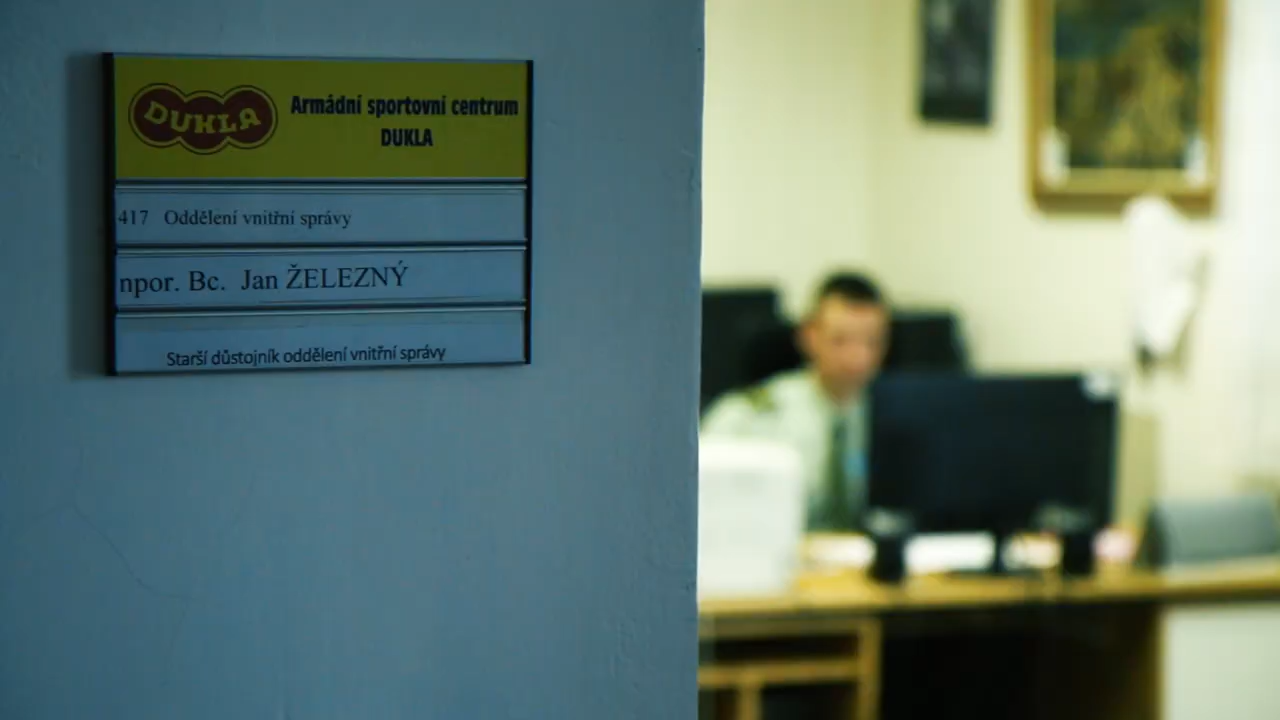 DUKLA
Armádní sportovní centrum
DUKLA
417 Oddělení vnitřní správy
npor. Bc. Jan ŽELEZNÝ
Starší důstojník oddělení vnitřní správy